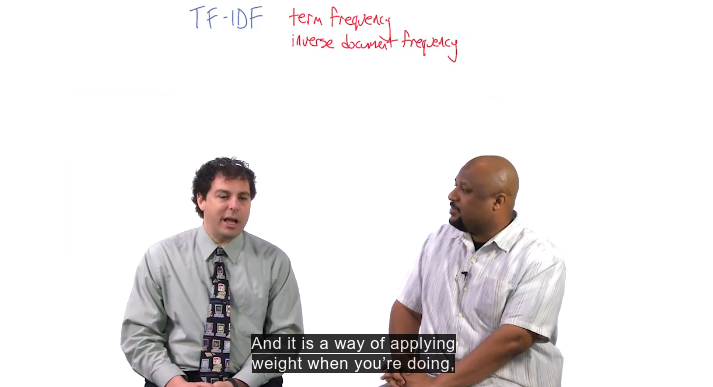 TF-IDF term frequency
inverse document frequency
And it is a way of applying
weight when you're doing,